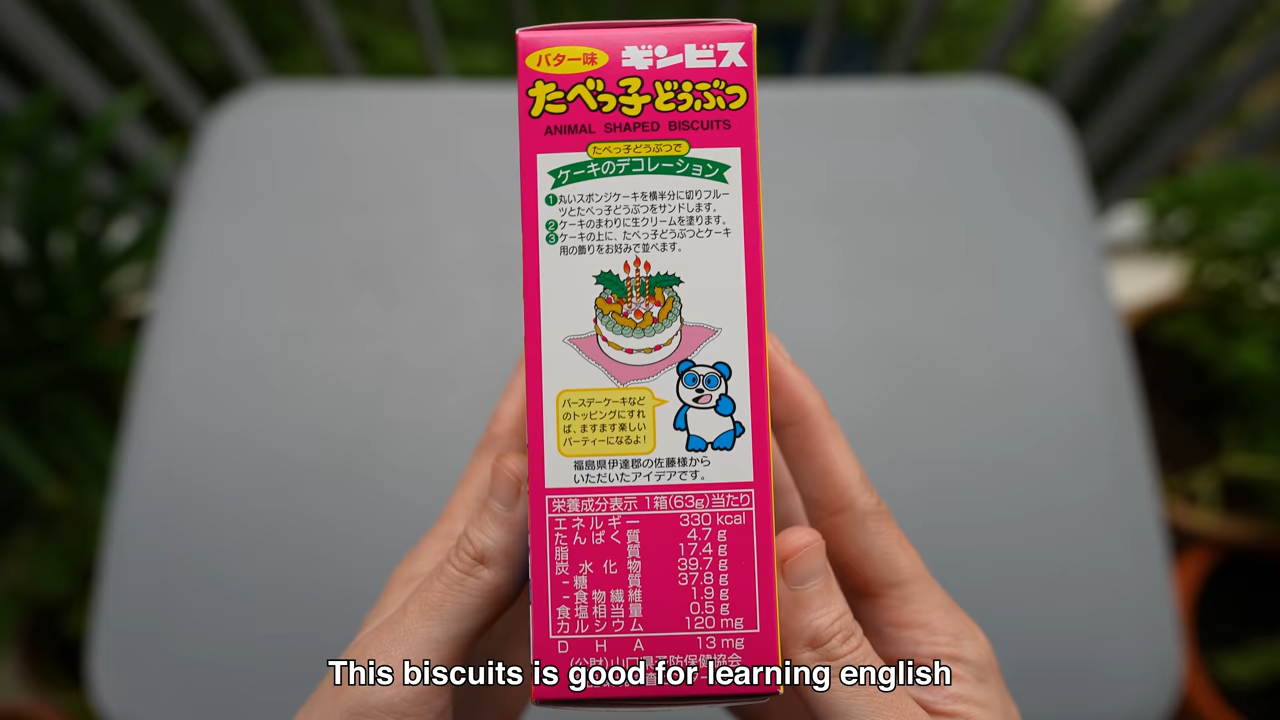 バター味 ギンビス
たべっ子どうぶつ
ANIMAL SHAPED BISCUITS
たべっ子どうぶつで
ケーキのデコレーション
1 丸いスポンジケーキを横半分に切りフルー
ツとたべっ子どうぶつをサンドします。
2 ケーキのまわりに生クリームを塗ります。
3 ケーキの上に、たべっ子どうぶつとケーキ
用の飾りをお好みで並べます。
バースデーケーキなど
のトッピングにすれ
ば、ますます楽しい
パーティーになるよ!
福島県伊達郡の佐藤様から
いただいたアイデアです。
栄養成分表示 1箱(63g)当たり
エネルギー 330 kcal
たんぱく質 4.7 g
脂質 17.4 g
炭水化物 39.7 g
-糖質 37.8 g
-食物繊維 1.9 g
食塩相当量 0.5 g
カルシウム 120 mg
DHA 13 mg
(公財)山口県予防保健協会
This biscuits is good for learning english